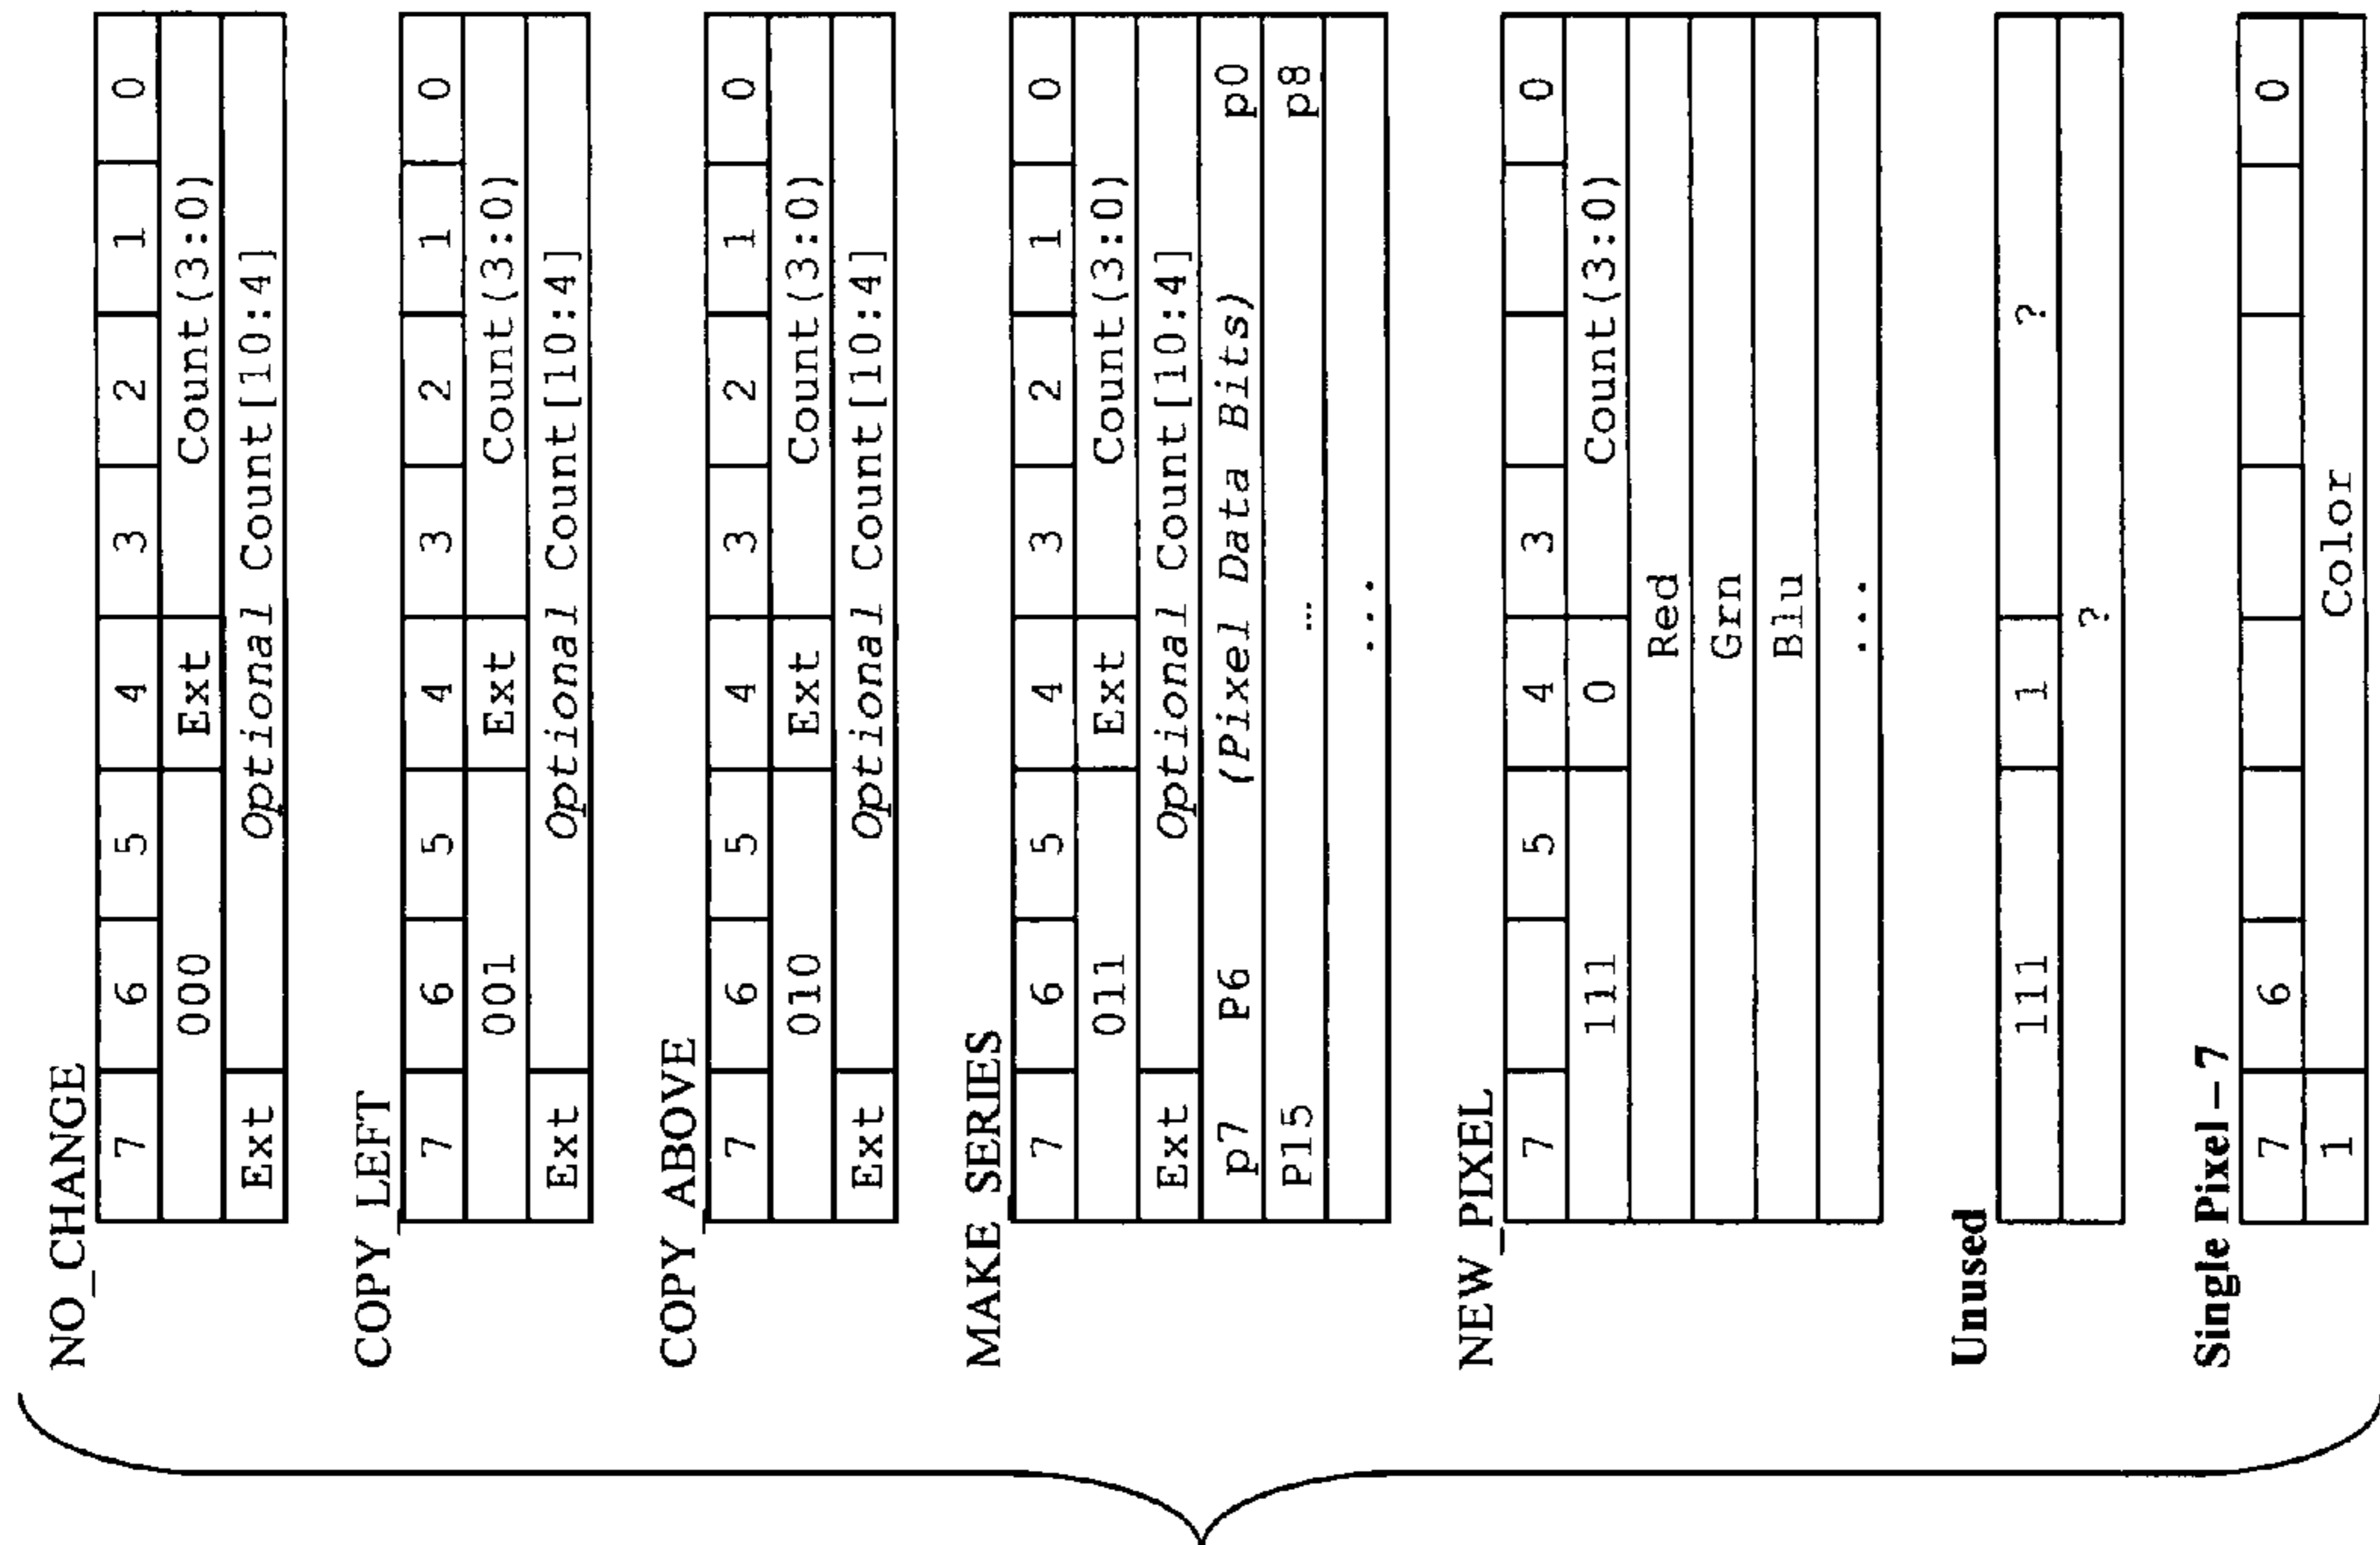 NO_CHANGE
7 6 5 4 3 2 1 0
000 Ext Count(3:0)
Ext Optional Count[10:4]
COPY_LEFT
7 6 5 4 3 2 1 0
001 Ext Count(3:0)
Ext Optional Count[10:4]
COPY_ABOVE
7 6 5 4 3 2 1 0
010 Ext Count(3:0)
Ext Optional Count[10:4]
MAKE_SERIES
7 6 5 4 3 2 1 0
011 Ext Count(3:0)
Ext Optional Count[10:4]
p7 P6 (Pixel Data Bits) p0
P15 ... p8
...
NEW_PIXEL
7 5 4 3 0
111 0 Count(3:0)
Red
Grn
Blu
...
Unused
111 1 ?
?
Single Pixel–7
7 6 0
1 Color